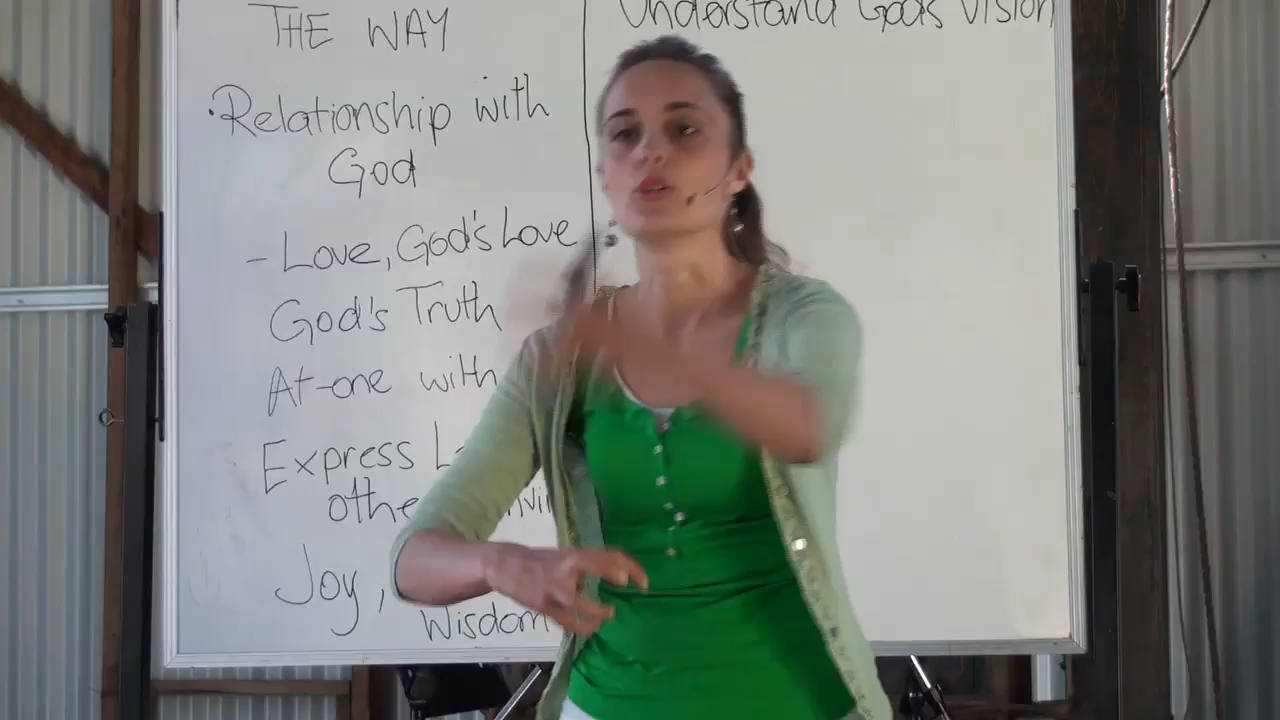 THE WAY
·Relationship with
God
- Love, God's Love
God's Truth
At-one with
Express
Joy,
Wisdom
Understand God's Vision